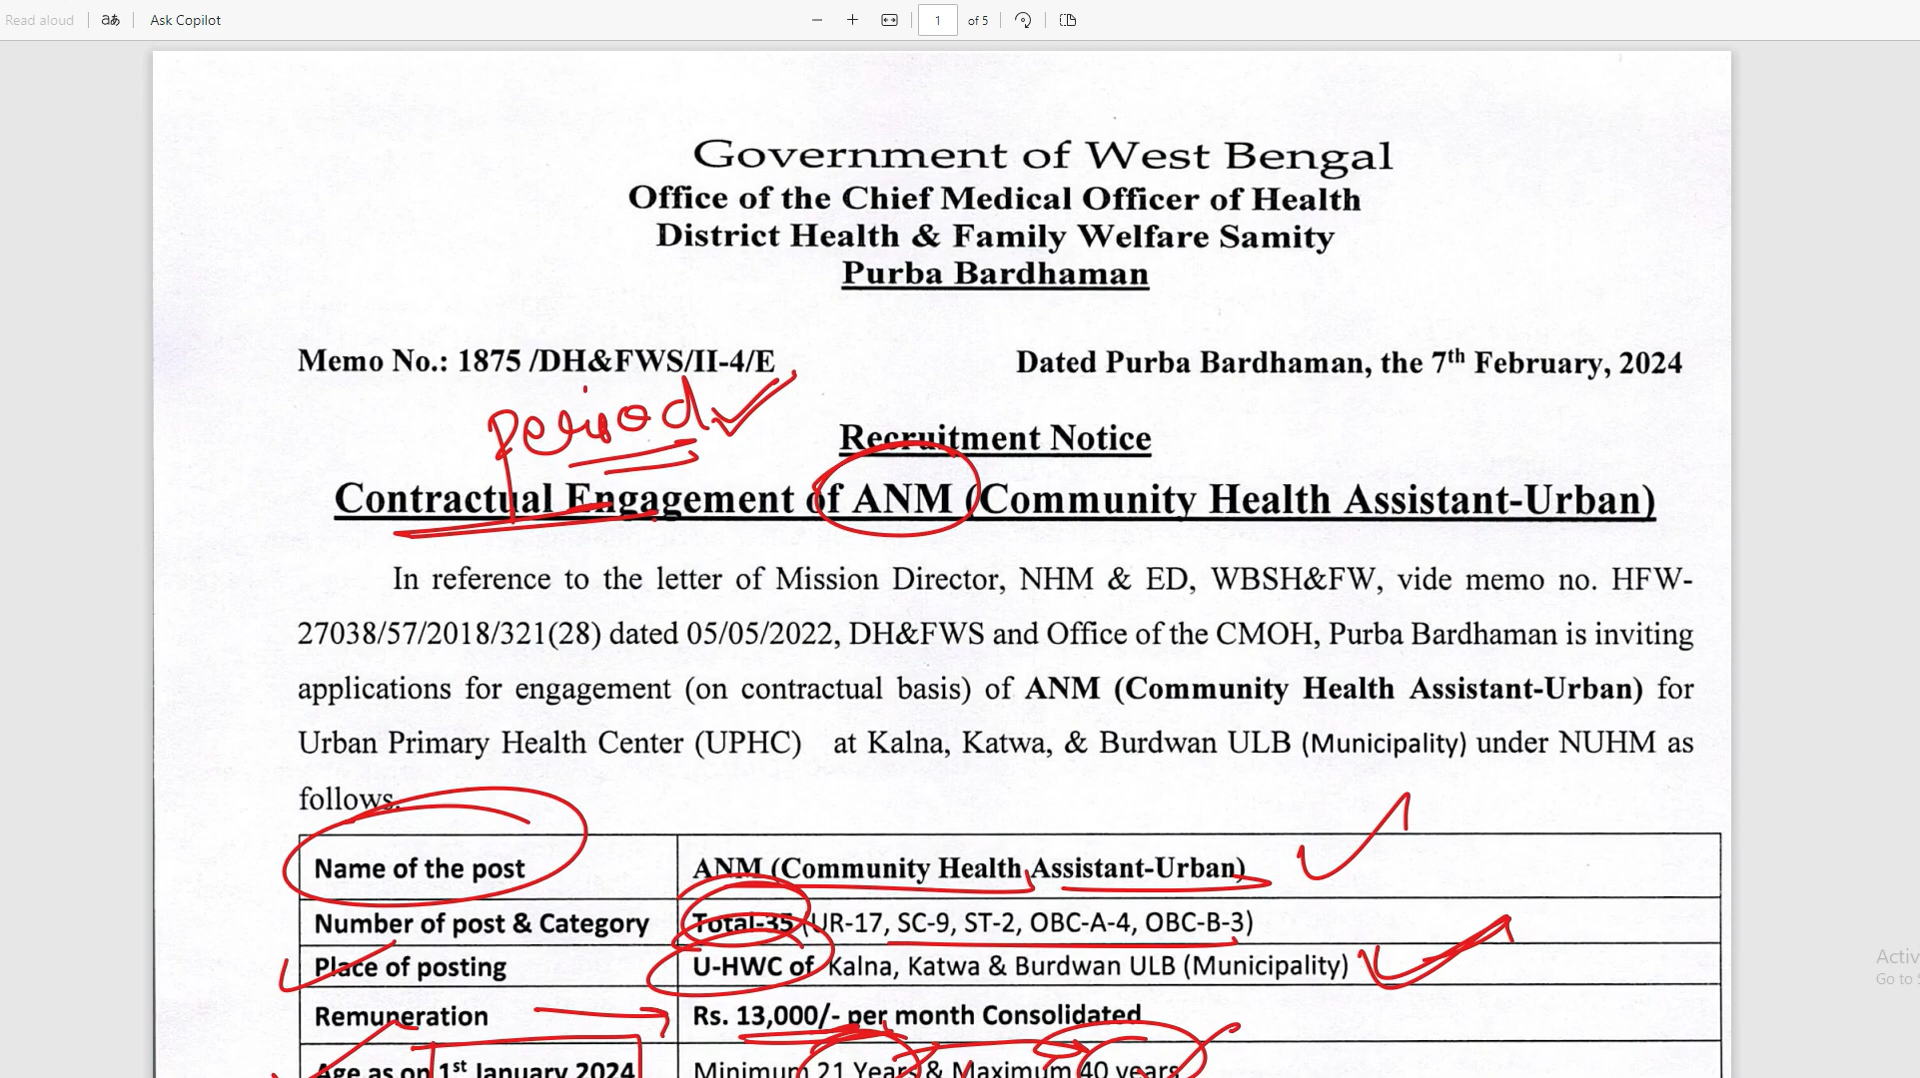 Read aloud
aあ
Ask Copilot
1
of 5
Government of West Bengal
Office of the Chief Medical Officer of Health
District Health & Family Welfare Samity
Purba Bardhaman
Memo No.: 1875 /DH&FWS/II-4/E Dated Purba Bardhaman, the 7th February, 2024
Period
Recruitment Notice
Contractual Engagement of ANM (Community Health Assistant-Urban)
In reference to the letter of Mission Director, NHM & ED, WBSH&FW, vide memo no. HFW-
27038/57/2018/321(28) dated 05/05/2022, DH&FWS and Office of the CMOH, Purba Bardhaman is inviting
applications for engagement (on contractual basis) of ANM (Community Health Assistant-Urban) for
Urban Primary Health Center (UPHC) at Kalna, Katwa, & Burdwan ULB (Municipality) under NUHM as
follows.
Name of the post ANM (Community Health Assistant-Urban)
Number of post & Category Total-35 (UR-17, SC-9, ST-2, OBC-A-4, OBC-B-3)
Place of posting U-HWC of Kalna, Katwa & Burdwan ULB (Municipality)
Remuneration Rs. 13,000/- per month Consolidated
Age as on 1st January 2024 Minimum 21 Years & Maximum 40 years
Activ
Go to S